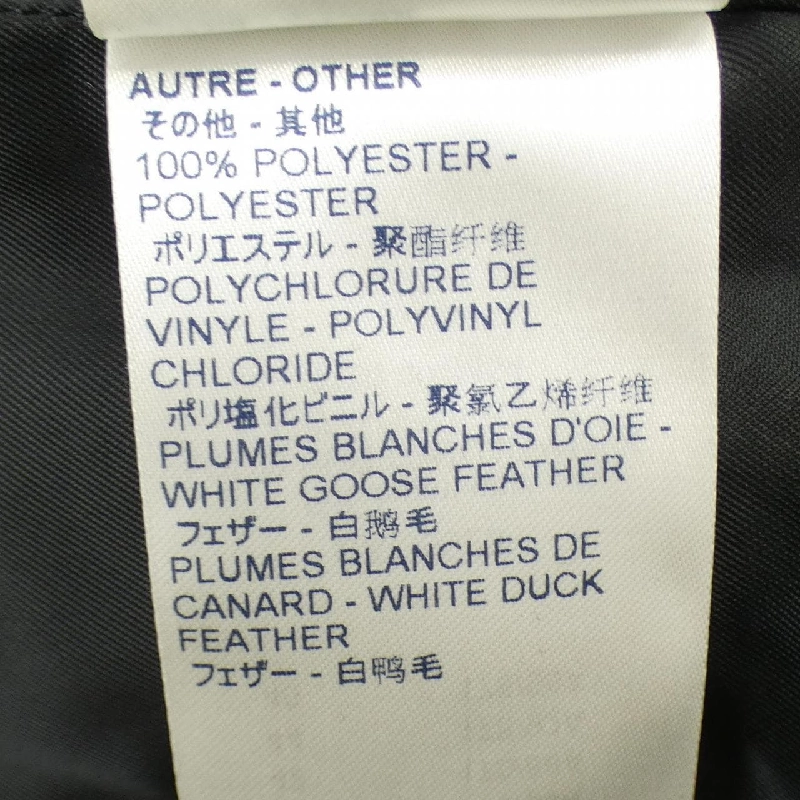 AUTRE - OTHER
その他 - 其他
100% POLYESTER -
POLYESTER
ポリエステル - 聚酯纤维
POLYCHLORURE DE
VINYLE - POLYVINYL
CHLORIDE
ポリ塩化ビニル - 聚氯乙烯纤维
PLUMES BLANCHES D'OIE -
WHITE GOOSE FEATHER
フェザー - 白鹅毛
PLUMES BLANCHES DE
CANARD - WHITE DUCK
FEATHER
フェザー - 白鸭毛